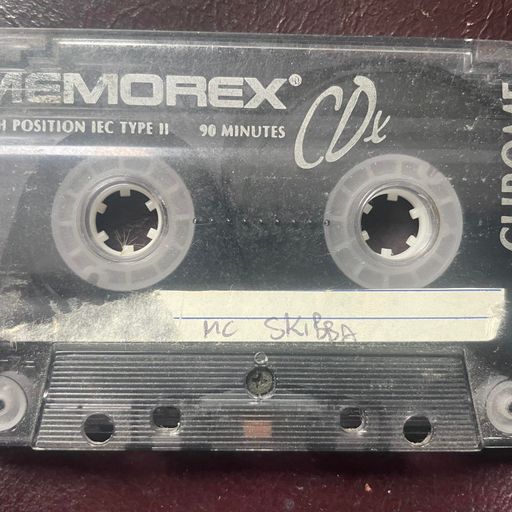 MEMOREX®
H POSITION IEC TYPE II 90 MINUTES
CDx
CHROME
MC SKIBBA